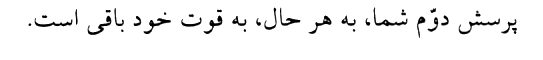 پرسش دوّم شما، به هر حال، به قوت خود باقی است.